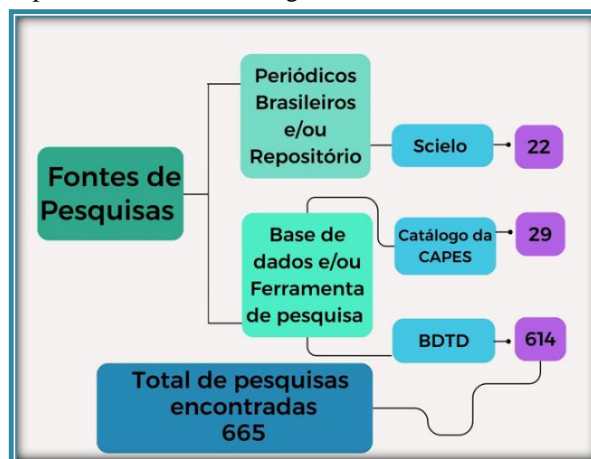 Fontes de
Pesquisas
Periódicos
Brasileiros
e/ou
Repositório
Scielo
22
Base de
dados e/ou
Ferramenta
de pesquisa
Catálogo da
CAPES
29
BDTD
614
Total de pesquisas
encontradas
665